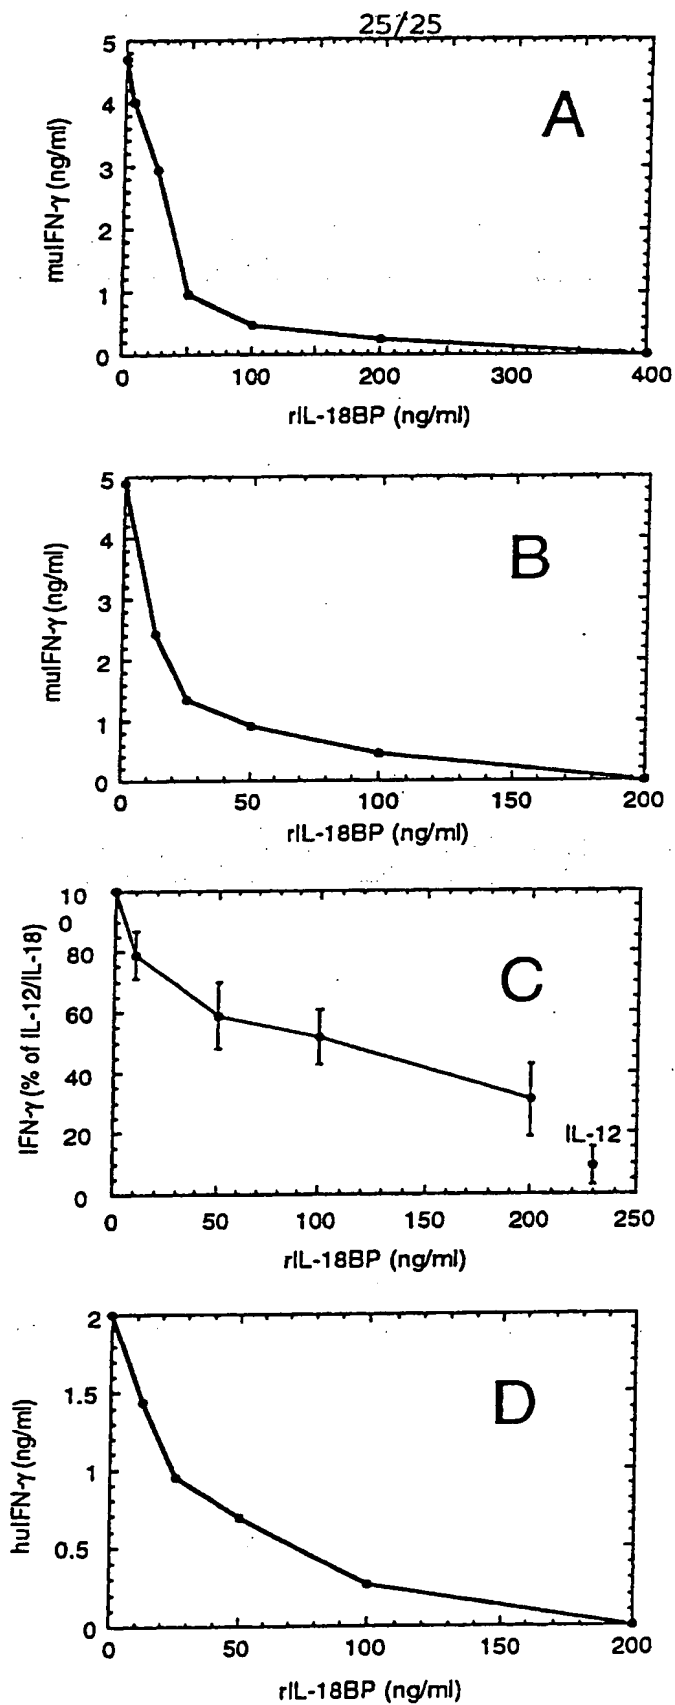 25/25
5
4
3
2
1
0
muIFN-γ (ng/ml)
A
0 100 200 300 400
rIL-18BP (ng/ml)
5
4
3
2
1
0
muIFN-γ (ng/ml)
B
0 50 100 150 200
rIL-18BP (ng/ml)
10
0
80
60
40
20
0
IFN-γ (% of IL-12/IL-18)
C
IL-12
0 50 100 150 200 250
rIL-18BP (ng/ml)
2
1.5
1
0.5
0
huIFN-γ (ng/ml)
D
0 50 100 150 200
rIL-18BP (ng/ml)